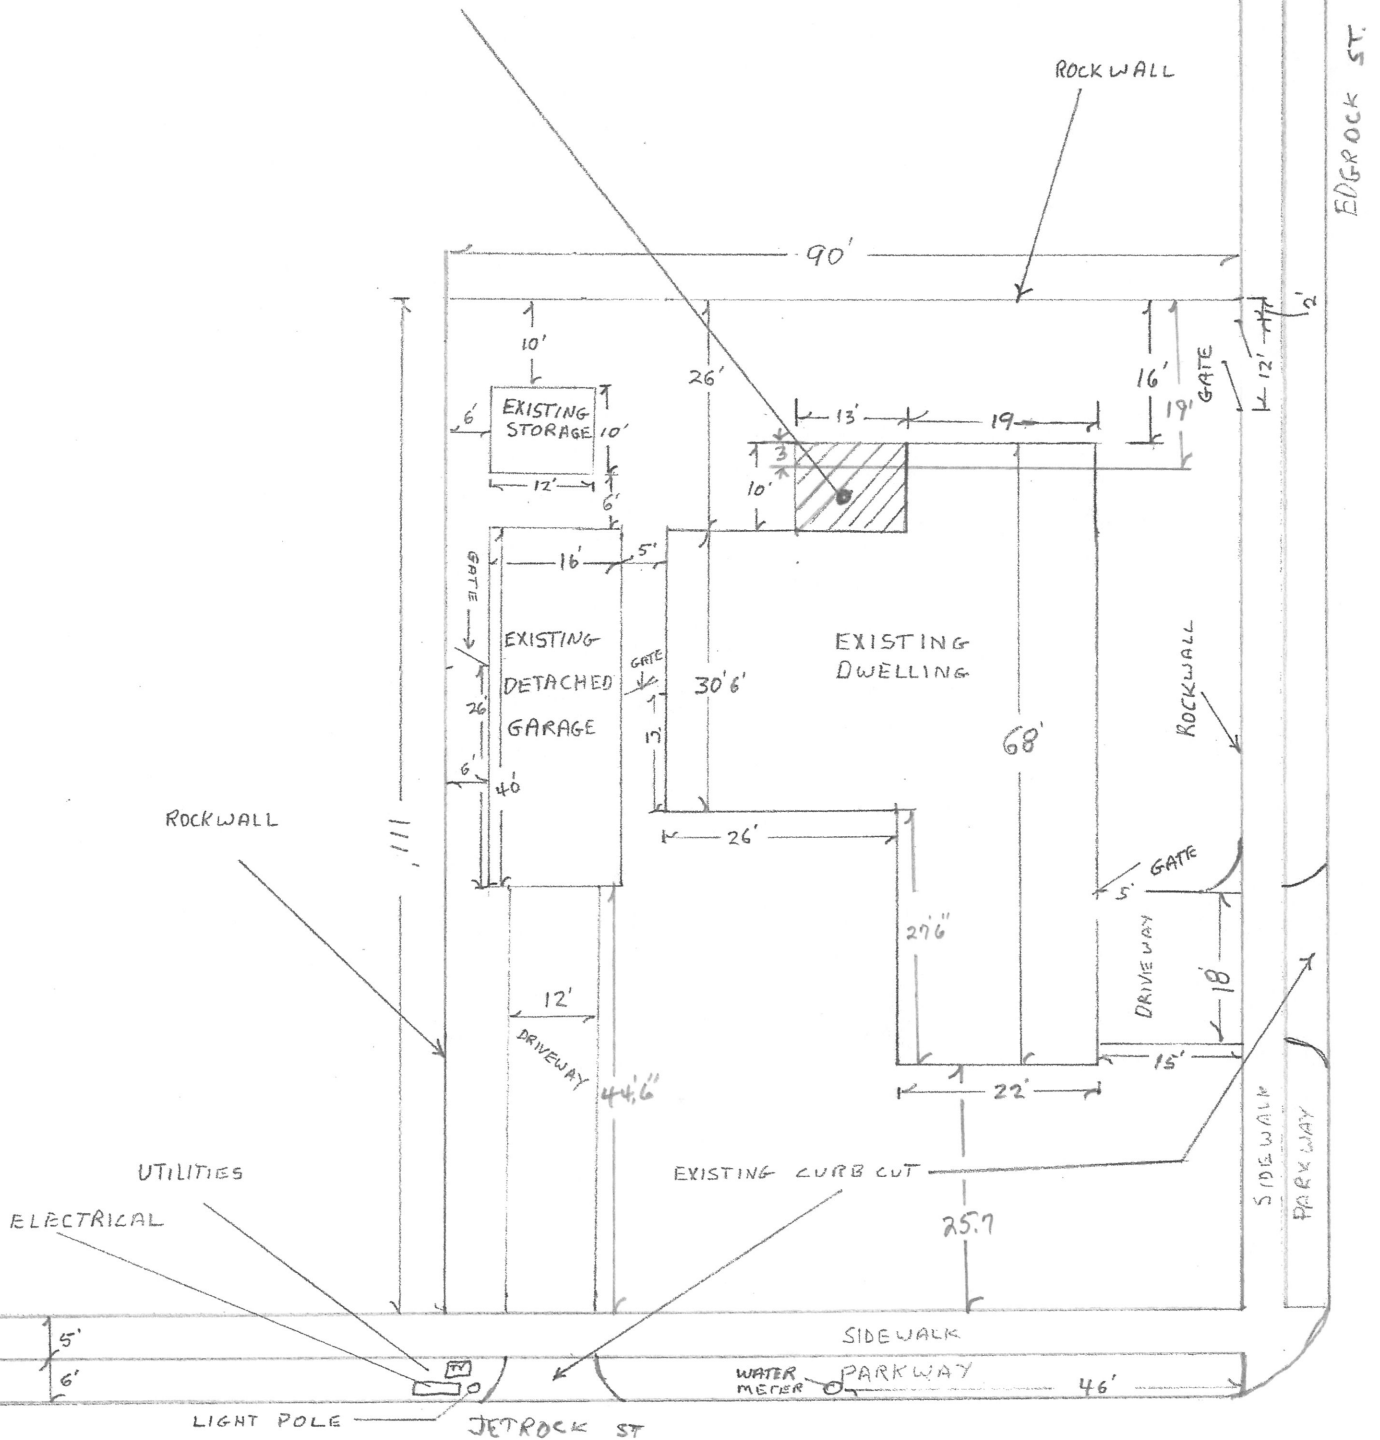 EDGROCK ST.
ROCKWALL
90'
2'
10'
26'
16'
19'
GATE
12'
6'
EXISTING
STORAGE
10'
13'
19
3
10'
12'
6'
16'
5'
GATE
EXISTING
DETACHED
GARAGE
GATE
30'6'
EXISTING
DWELLING
26'
13'
68'
ROCKWALL
6'
40'
111'
ROCKWALL
26'
GATE
5'
27'6"
DRIVEWAY
18'
12'
DRIVEWAY
44'6"
15'
22'
UTILITIES
EXISTING CURB CUT
SIDEWALK
PARKWAY
ELECTRICAL
25.7
5'
SIDEWALK
6'
TV
WATER
METER
PARKWAY
46'
LIGHT POLE
JETROCK ST